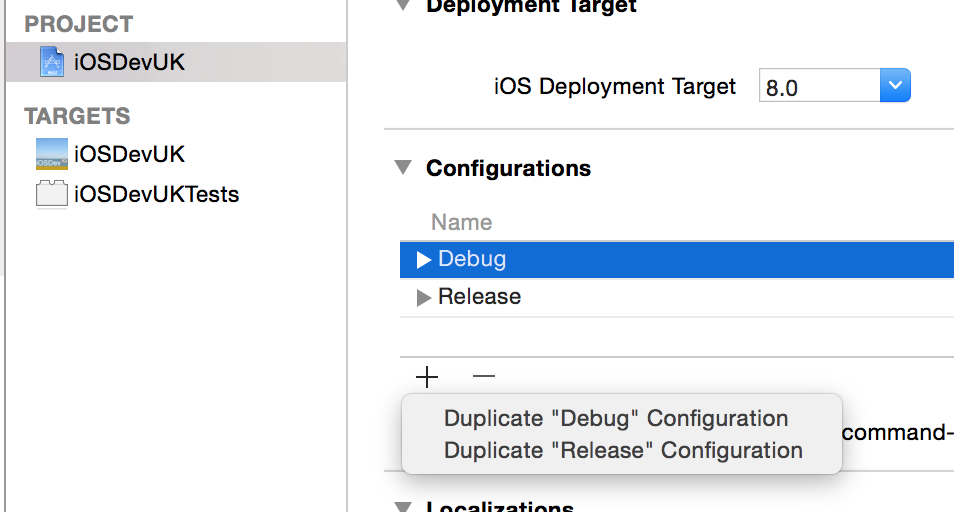 PROJECT
iOSDevUK
TARGETS
iOSDevUK
iOSDevUKTests
Deployment Target
iOS Deployment Target 8.0
Configurations
Name
Debug
Release
Duplicate "Debug" Configuration
Duplicate "Release" Configuration
command-
Localizations